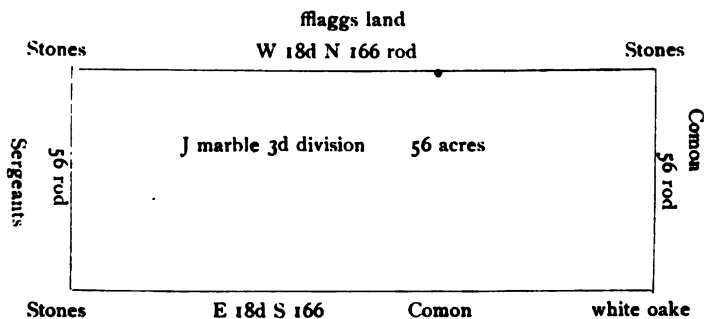 fflaggs land
Stones W 18d N 166 rod Stones
Sergeants
56 rod
J marble 3d division 56 acres
Comon
56 rod
Stones E 18d S 166 Comon white oake